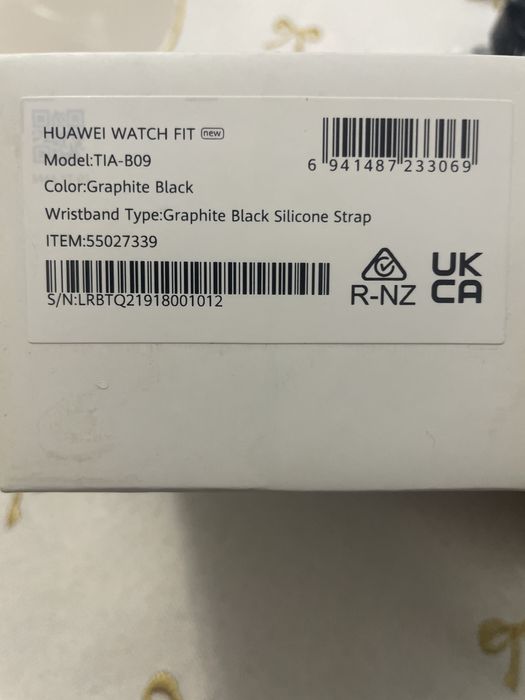 HUAWEI WATCH FIT new
Model:TIA-B09
Color:Graphite Black
Wristband Type:Graphite Black Silicone Strap
ITEM:55027339
S/N:LRBTQ21918001012
6 941487 233069
R-NZ
UK
CA